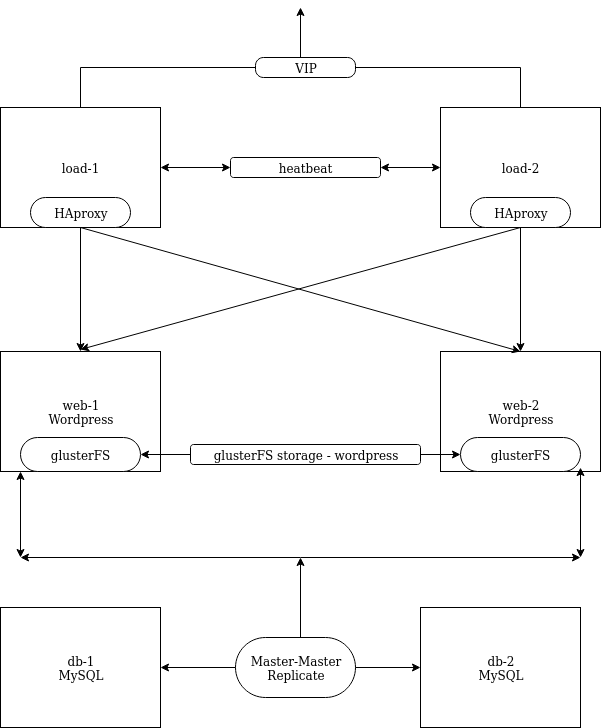 VIP
load-1
heatbeat
load-2
HAproxy
HAproxy
web-1
Wordpress
web-2
Wordpress
glusterFS
glusterFS storage - wordpress
glusterFS
db-1
MySQL
Master-Master
Replicate
db-2
MySQL